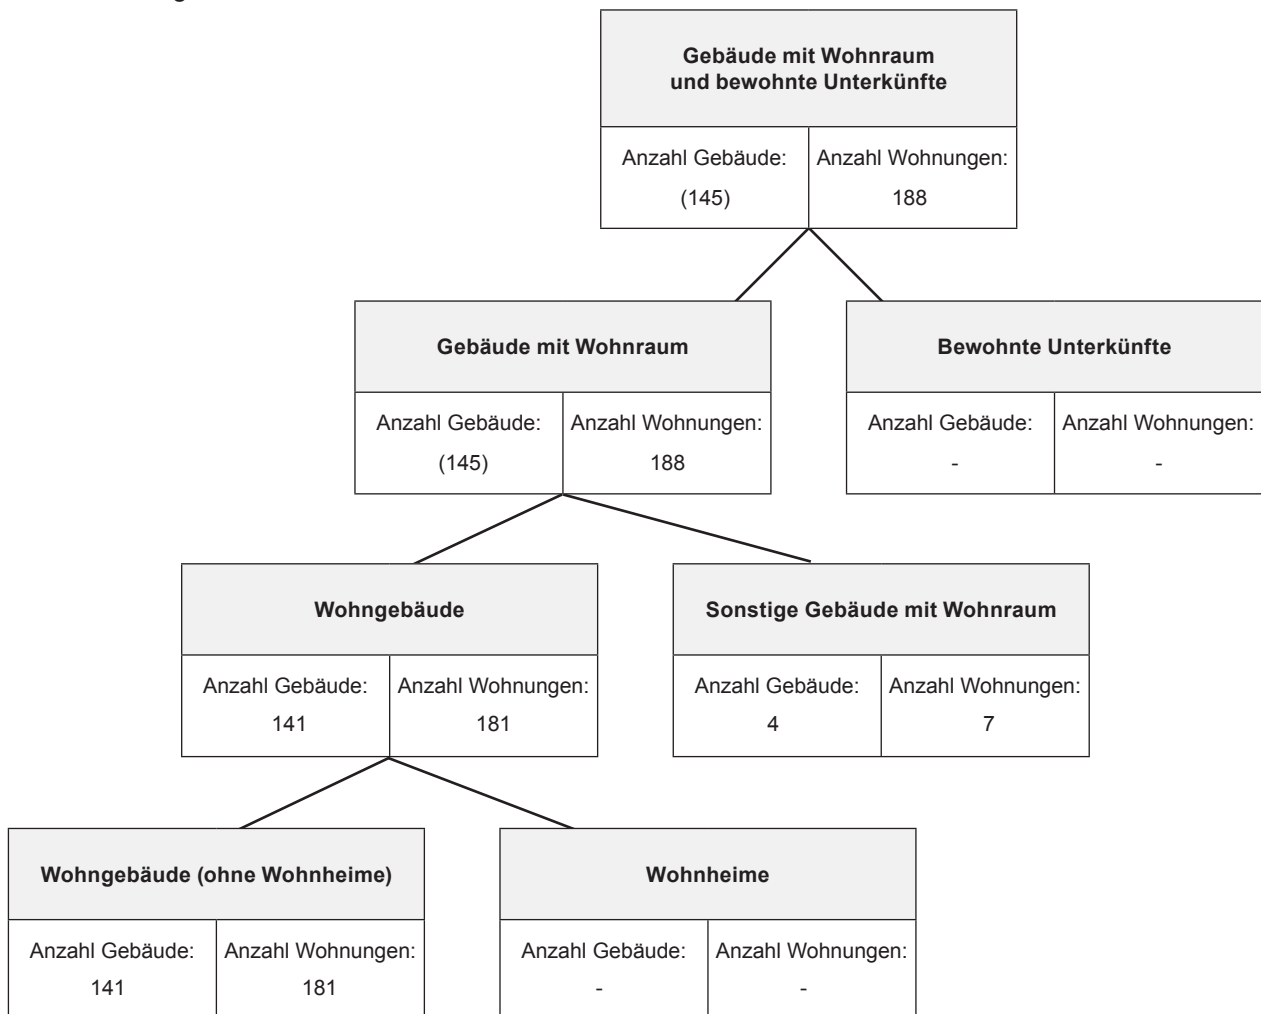 Gebäude mit Wohnraum
und bewohnte Unterkünfte
Anzahl Gebäude: Anzahl Wohnungen:
(145) 188
Gebäude mit Wohnraum Bewohnte Unterkünfte
Anzahl Gebäude: Anzahl Wohnungen: Anzahl Gebäude: Anzahl Wohnungen:
(145) 188 - -
Wohngebäude Sonstige Gebäude mit Wohnraum
Anzahl Gebäude: Anzahl Wohnungen: Anzahl Gebäude: Anzahl Wohnungen:
141 181 4 7
Wohngebäude (ohne Wohnheime) Wohnheime
Anzahl Gebäude: Anzahl Wohnungen: Anzahl Gebäude: Anzahl Wohnungen:
141 181 - -